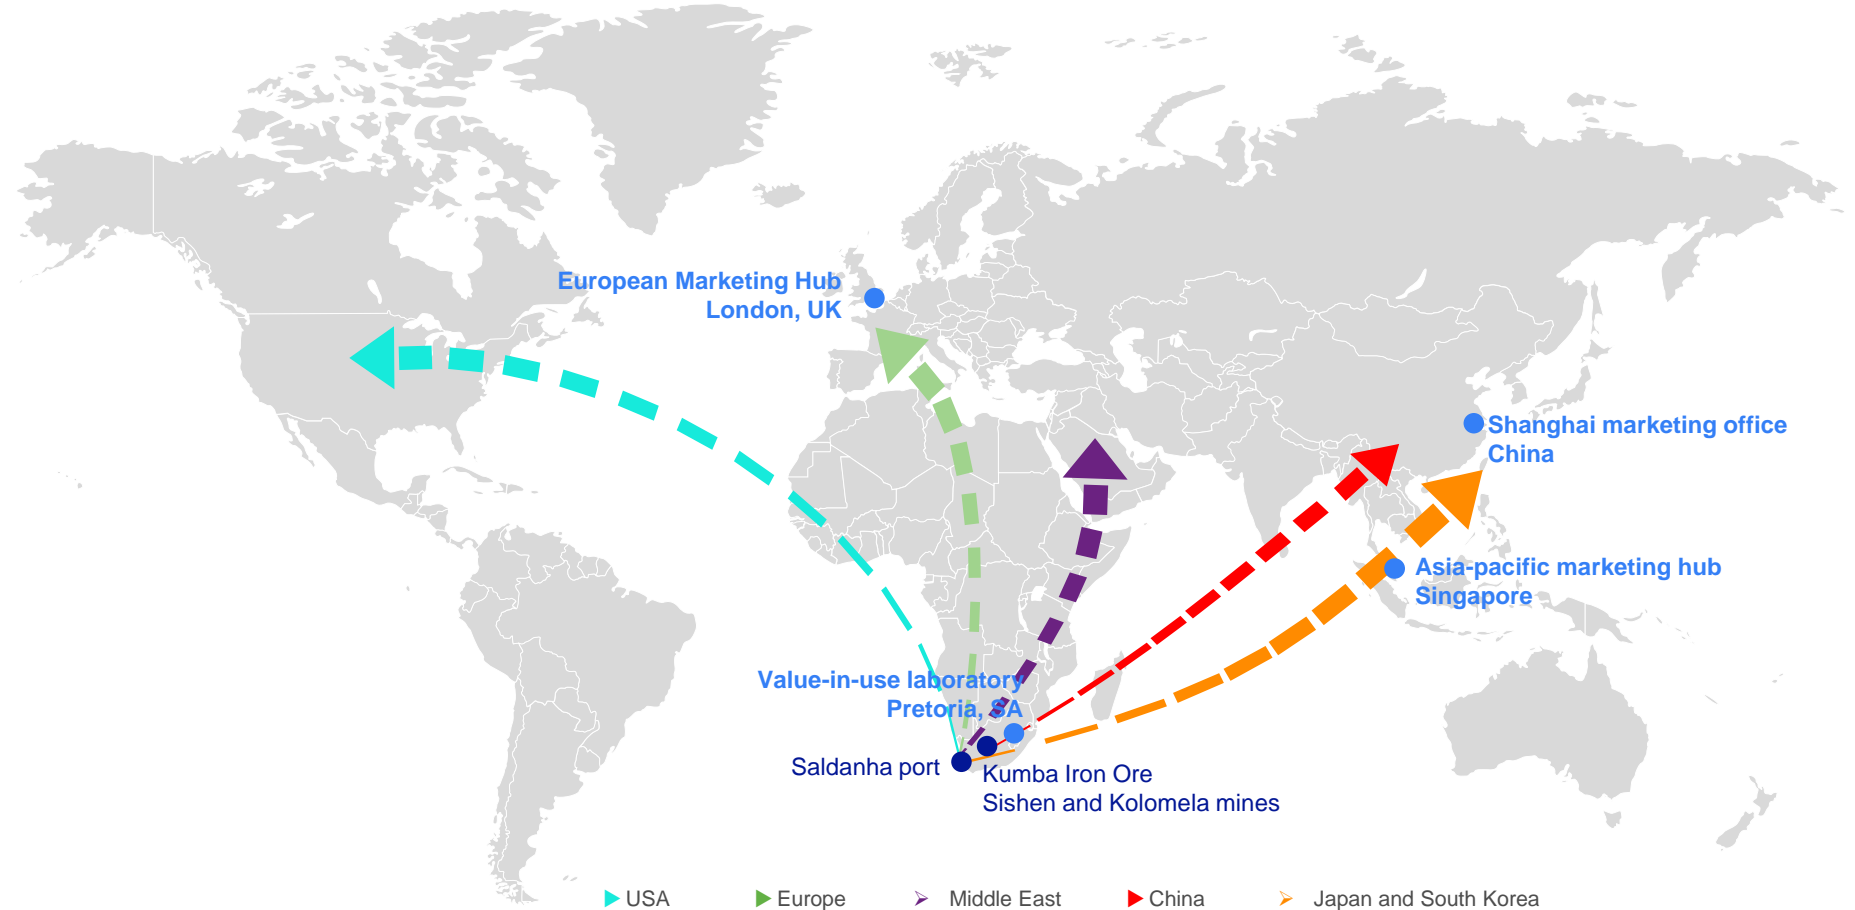 European Marketing Hub
London, UK
Shanghai marketing office
China
Asia-pacific marketing hub
Singapore
Value-in-use laboratory
Pretoria, SA
Saldanha port
Kumba Iron Ore
Sishen and Kolomela mines
USA
Europe
Middle East
China
Japan and South Korea